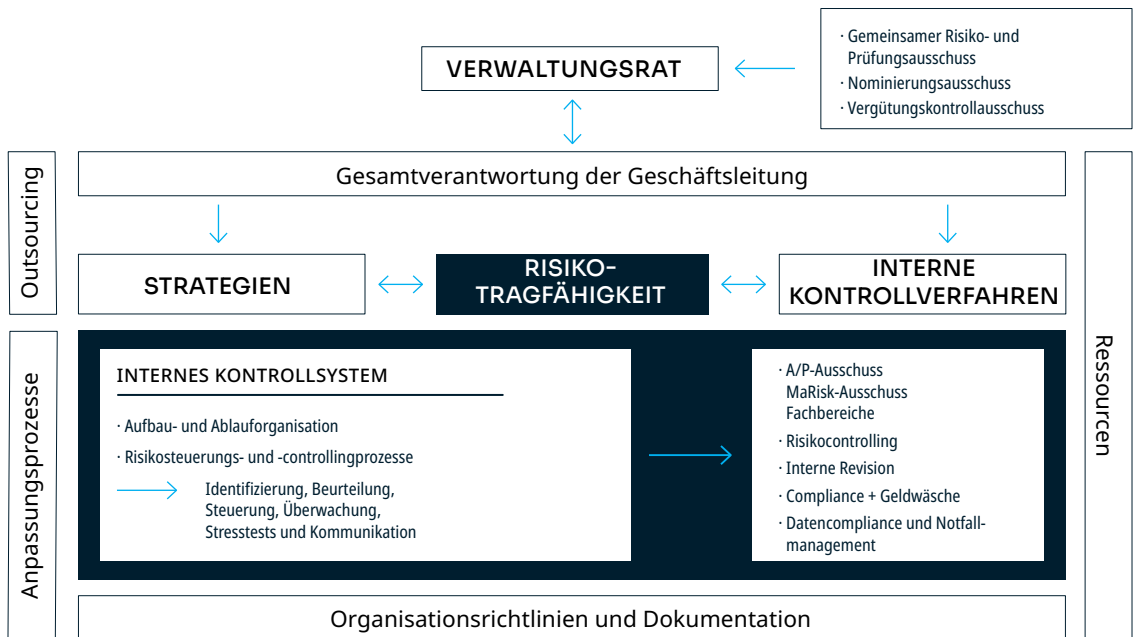 · Gemeinsamer Risiko- und
Prüfungsausschuss
· Nominierungsausschuss
· Vergütungskontrollausschuss
VERWALTUNGSRAT
Outsourcing
Gesamtverantwortung der Geschäftsleitung
STRATEGIEN
RISIKO-
TRAGFÄHIGKEIT
INTERNE
KONTROLLVERFAHREN
Anpassungsprozesse
INTERNES KONTROLLSYSTEM
· Aufbau- und Ablauforganisation
· Risikosteuerungs- und -controllingprozesse
Identifizierung, Beurteilung,
Steuerung, Überwachung,
Stresstests und Kommunikation
· A/P-Ausschuss
MaRisk-Ausschuss
Fachbereiche
· Risikocontrolling
· Interne Revision
· Compliance + Geldwäsche
· Datencompliance und Notfall-
management
Ressourcen
Organisationsrichtlinien und Dokumentation